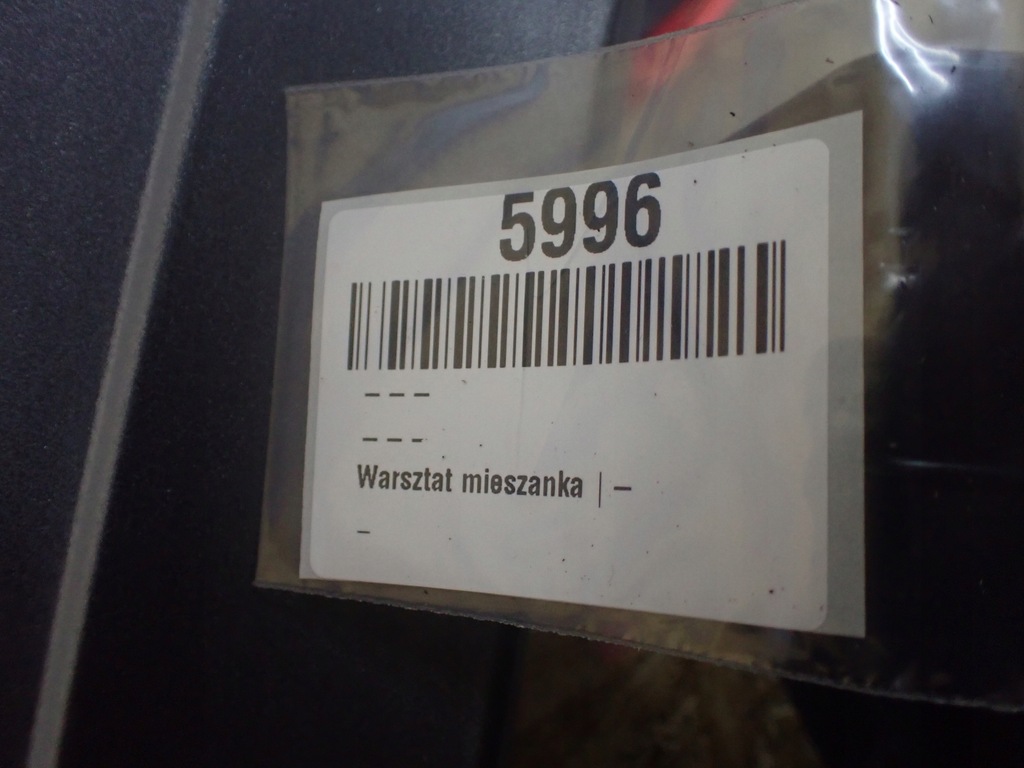 5996
– – –
– – –
Warsztat mieszanka | –
–